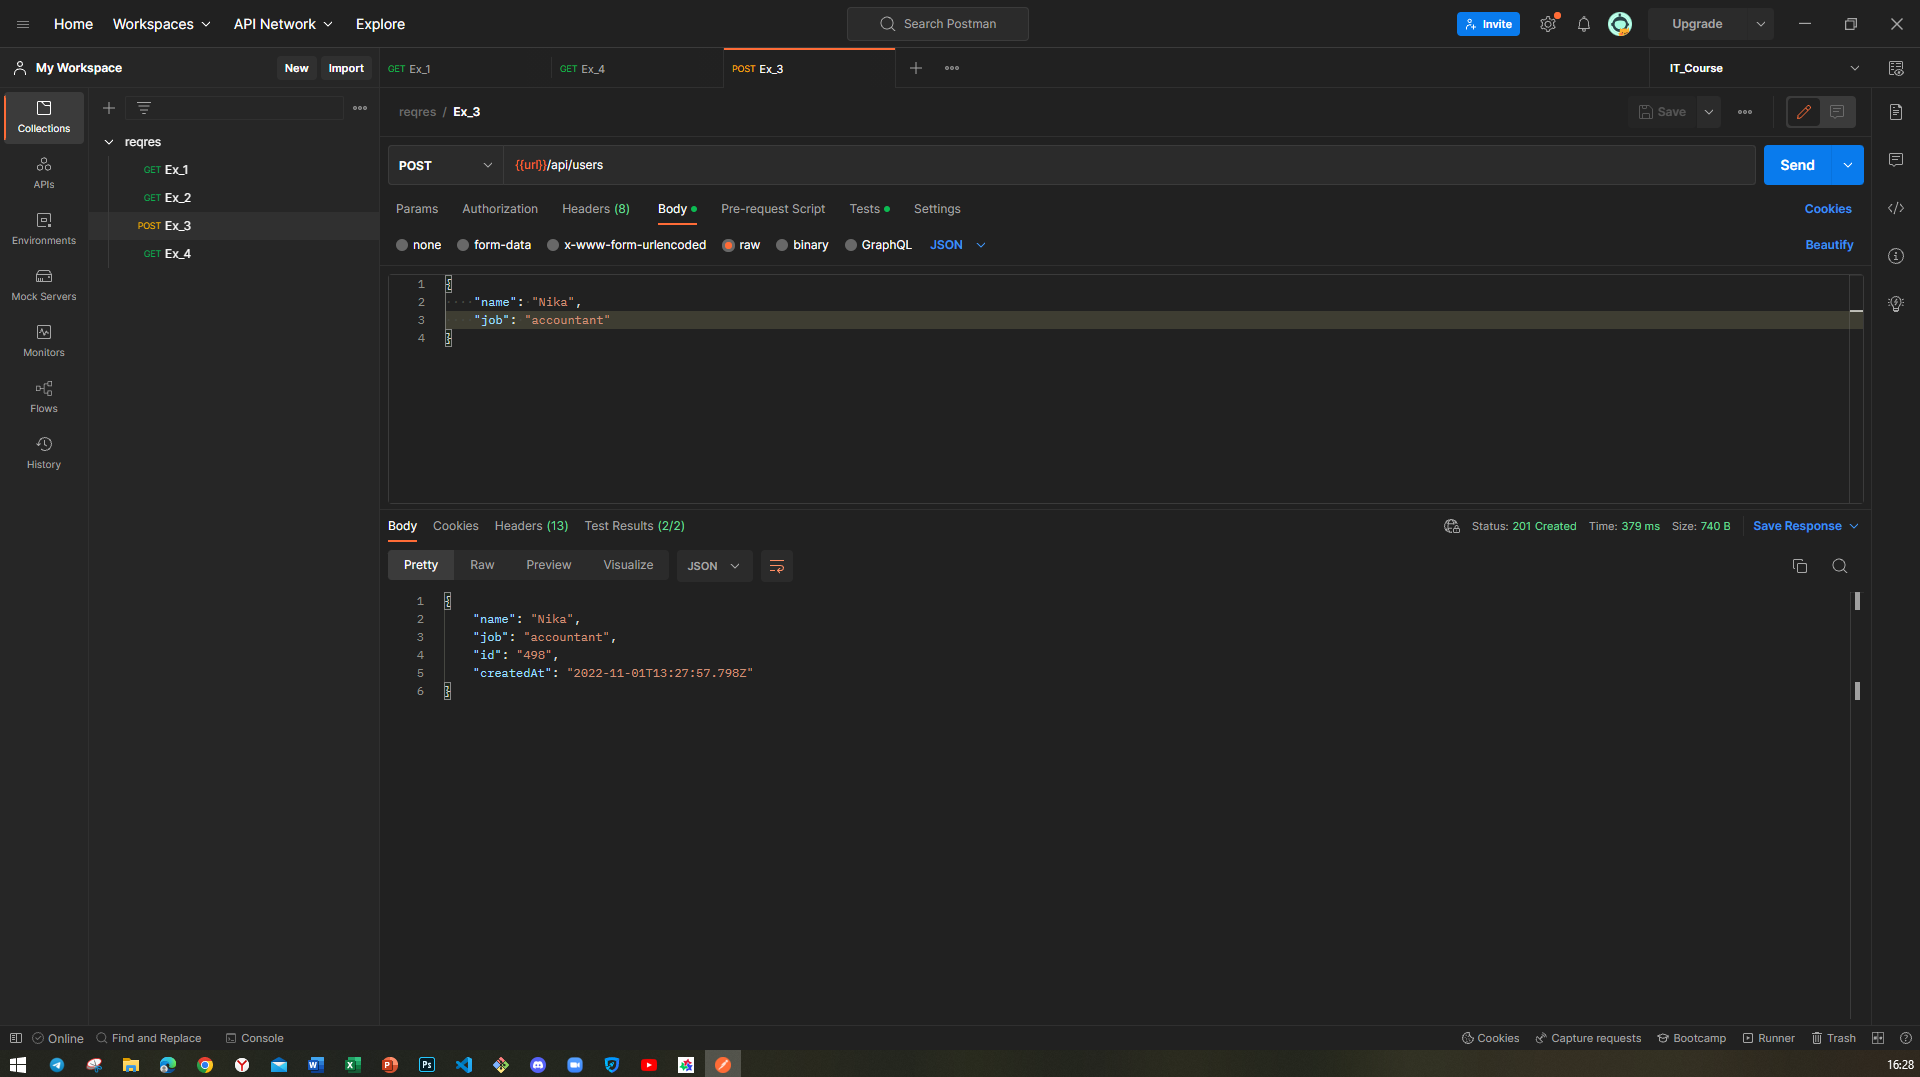 Home Workspaces API Network Explore Search Postman Invite Upgrade
My Workspace New Import GET Ex_1 GET Ex_4 POST Ex_3 IT_Course
Collections
APIs
Environments
Mock Servers
Monitors
Flows
History
reqres
GET Ex_1
GET Ex_2
POST Ex_3
GET Ex_4
reqres / Ex_3 Save
POST {{url}}/api/users Send
Params Authorization Headers (8) Body Pre-request Script Tests Settings Cookies
none form-data x-www-form-urlencoded raw binary GraphQL JSON Beautify
1 {
2 "name": "Nika",
3 "job": "accountant"
4 }
Body Cookies Headers (13) Test Results (2/2) Status: 201 Created Time: 379 ms Size: 740 B Save Response
Pretty Raw Preview Visualize JSON
1 {
2 "name": "Nika",
3 "job": "accountant",
4 "id": "498",
5 "createdAt": "2022-11-01T13:27:57.798Z"
6 }
Online Find and Replace Console Cookies Capture requests Bootcamp Runner Trash
16:28